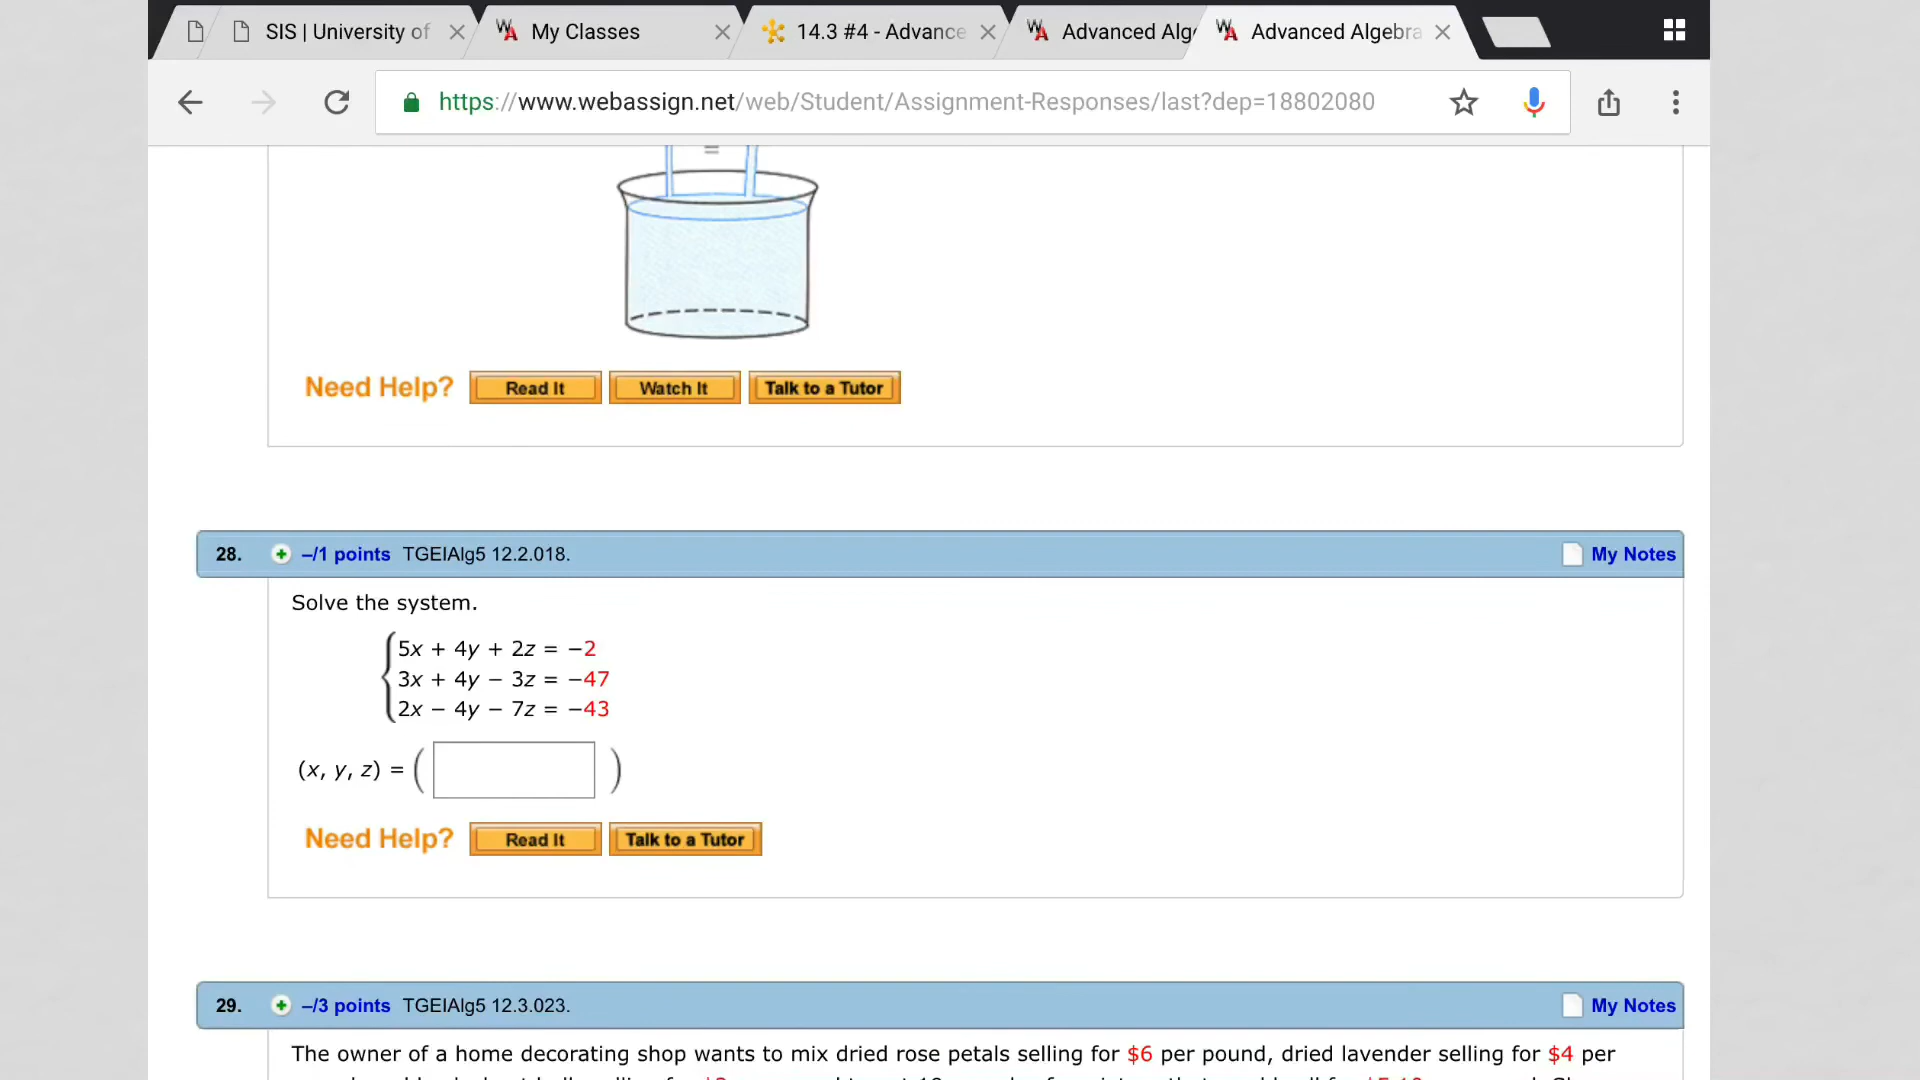 SIS | University of
My Classes
14.3 #4 - Advance
Advanced Alg
Advanced Algebra
https://www.webassign.net/web/Student/Assignment-Responses/last?dep=18802080
Need Help? Read It Watch It Talk to a Tutor
28. –/1 points TGEIAlg5 12.2.018. My Notes
Solve the system.
5x + 4y + 2z = −2
3x + 4y − 3z = −47
2x − 4y − 7z = −43
(x, y, z) = ( )
Need Help? Read It Talk to a Tutor
29. –/3 points TGEIAlg5 12.3.023. My Notes
The owner of a home decorating shop wants to mix dried rose petals selling for $6 per pound, dried lavender selling for $4 per